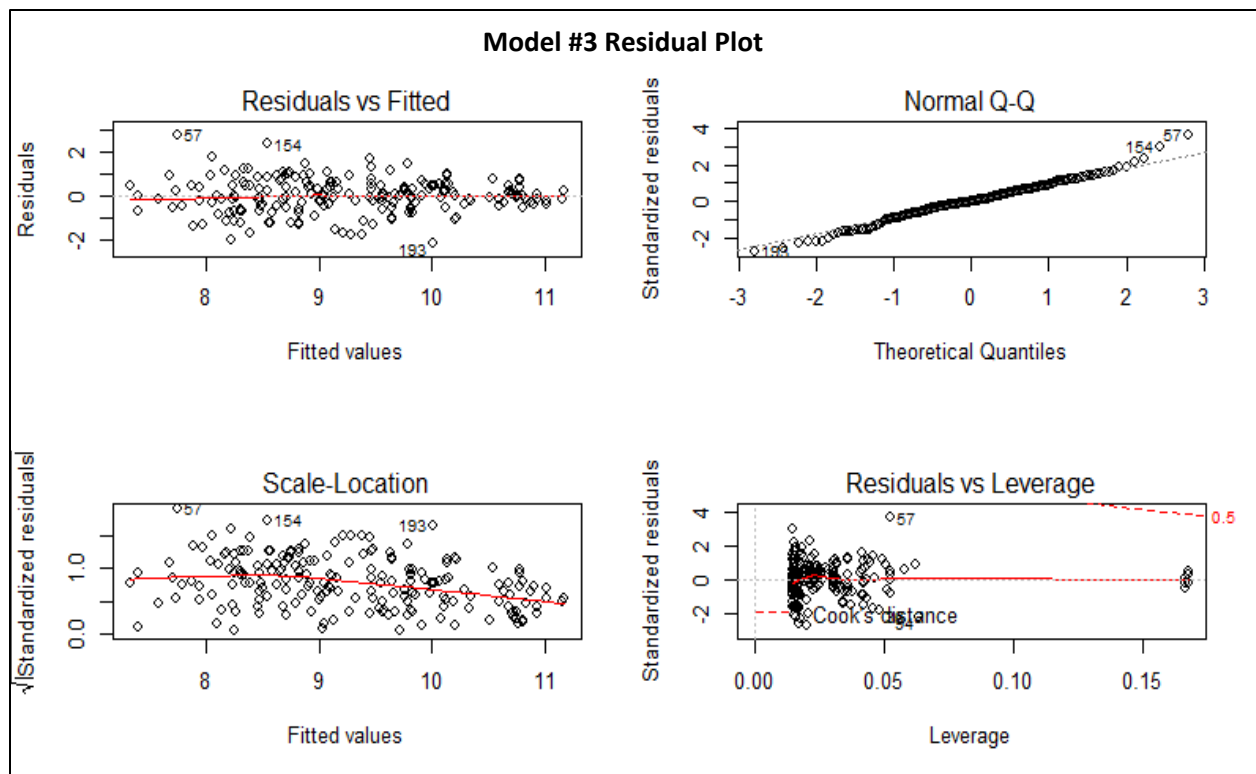 Model #3 Residual Plot
Residuals vs Fitted
Residuals
2
0
-2
57
154
193
8 9 10 11
Fitted values
Normal Q-Q
Standardized residuals
4
2
0
-2
154
57
193
-3 -2 -1 0 1 2 3
Theoretical Quantiles
Scale-Location
√|Standardized residuals|
1.0
0.0
57
154
193
8 9 10 11
Fitted values
Residuals vs Leverage
Standardized residuals
4
2
0
-2
57
0.5
Cook's distance
0.00 0.05 0.10 0.15
Leverage